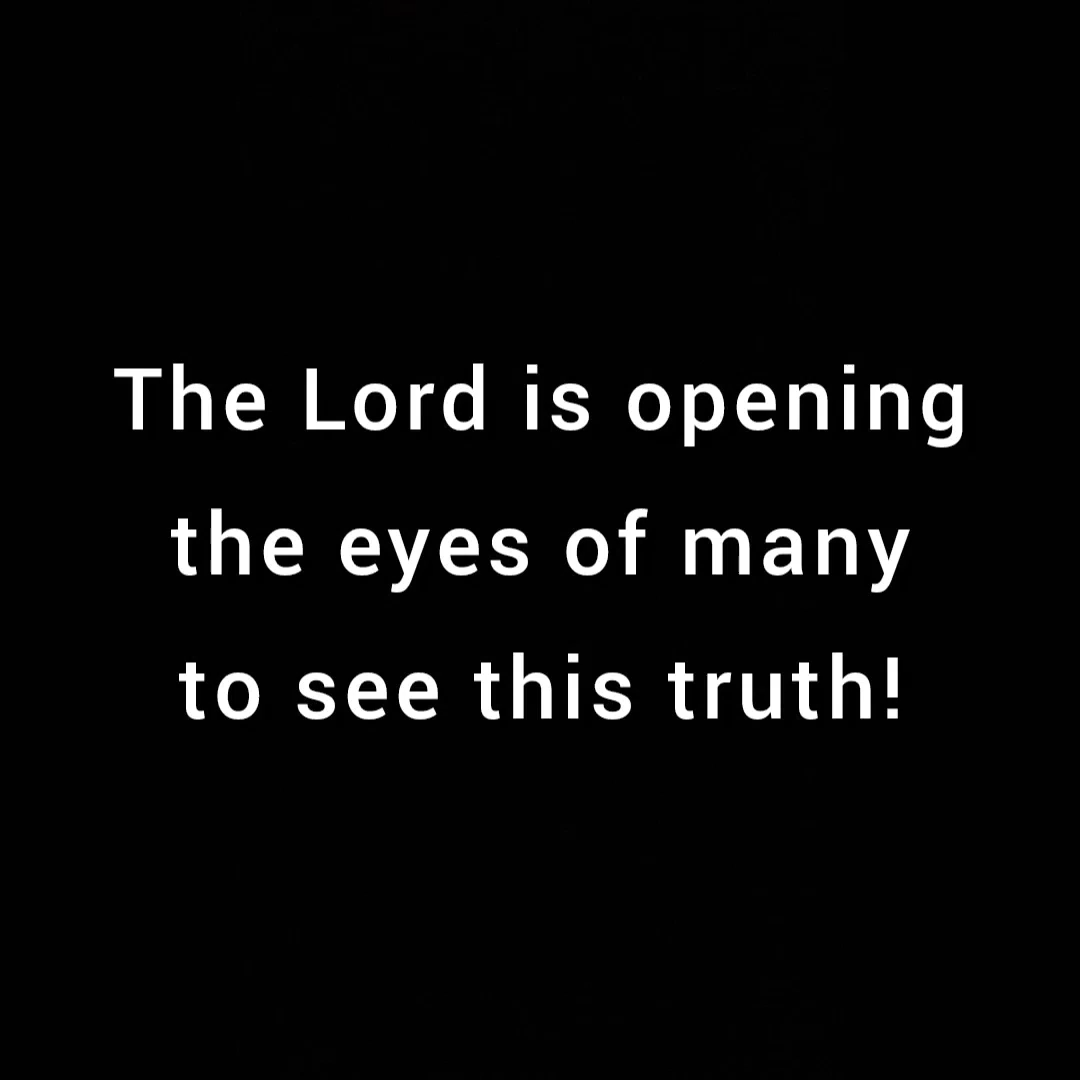 The Lord is opening
the eyes of many
to see this truth!